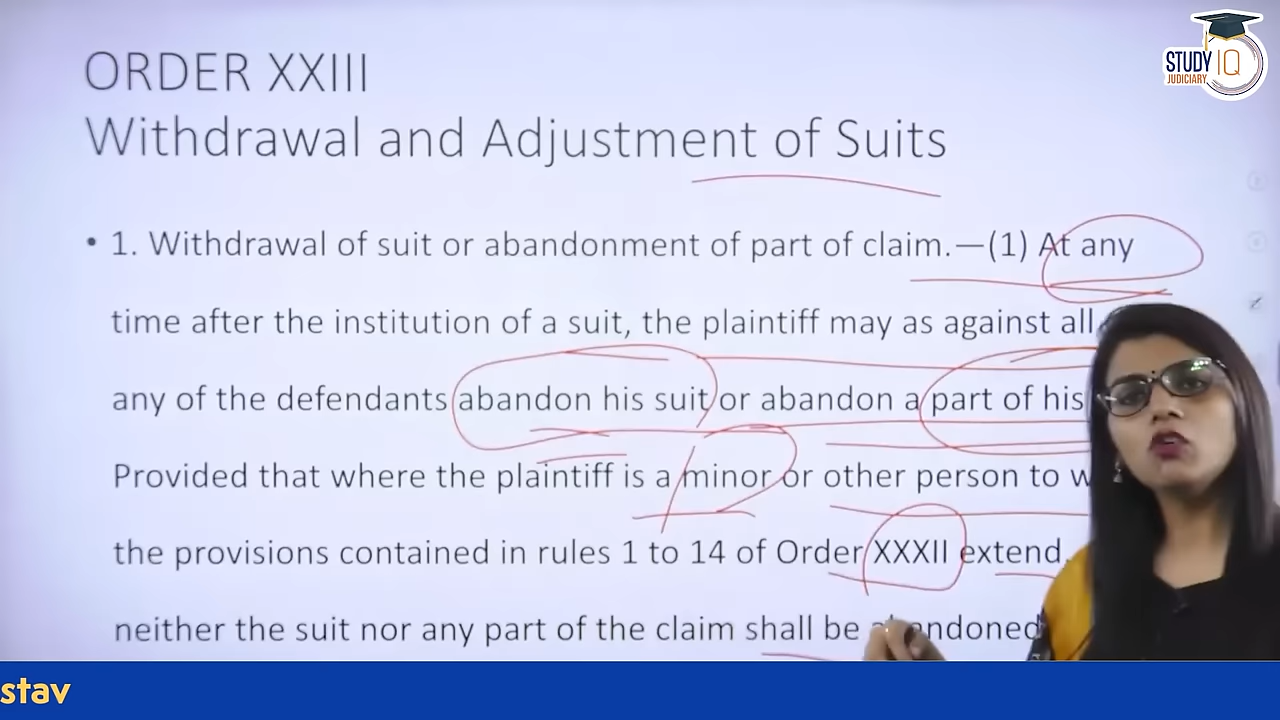 ORDER XXIII
Withdrawal and Adjustment of Suits
STUDY IQ
JUDICIARY
• 1. Withdrawal of suit or abandonment of part of claim.—(1) At any
time after the institution of a suit, the plaintiff may as against all
any of the defendants abandon his suit or abandon a part of his
Provided that where the plaintiff is a minor or other person to
the provisions contained in rules 1 to 14 of Order XXXII extend,
neither the suit nor any part of the claim shall be abandoned
stav